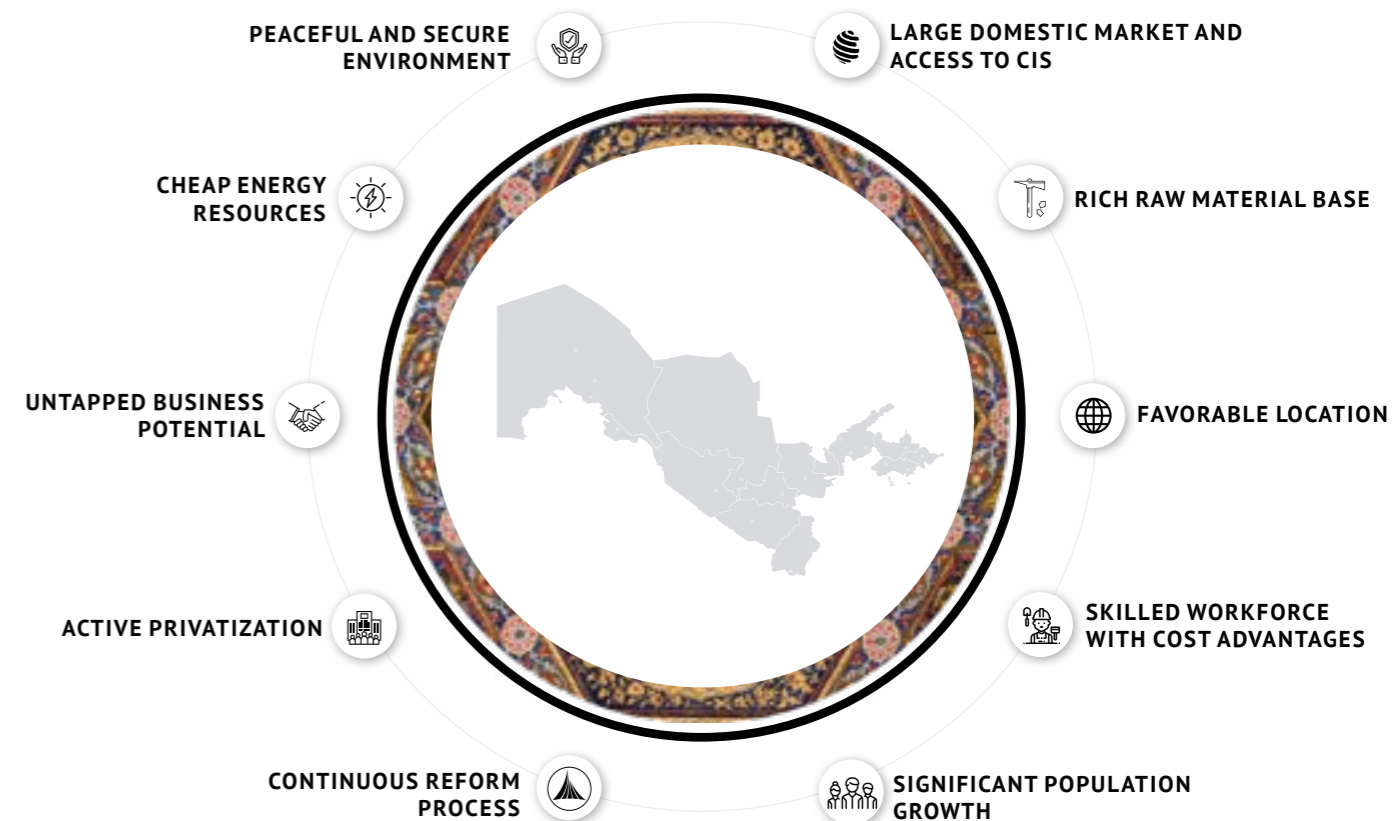 PEACEFUL AND SECURE
ENVIRONMENT
LARGE DOMESTIC MARKET AND
ACCESS TO CIS
CHEAP ENERGY
RESOURCES
RICH RAW MATERIAL BASE
UNTAPPED BUSINESS
POTENTIAL
FAVORABLE LOCATION
ACTIVE PRIVATIZATION
SKILLED WORKFORCE
WITH COST ADVANTAGES
CONTINUOUS REFORM
PROCESS
SIGNIFICANT POPULATION
GROWTH